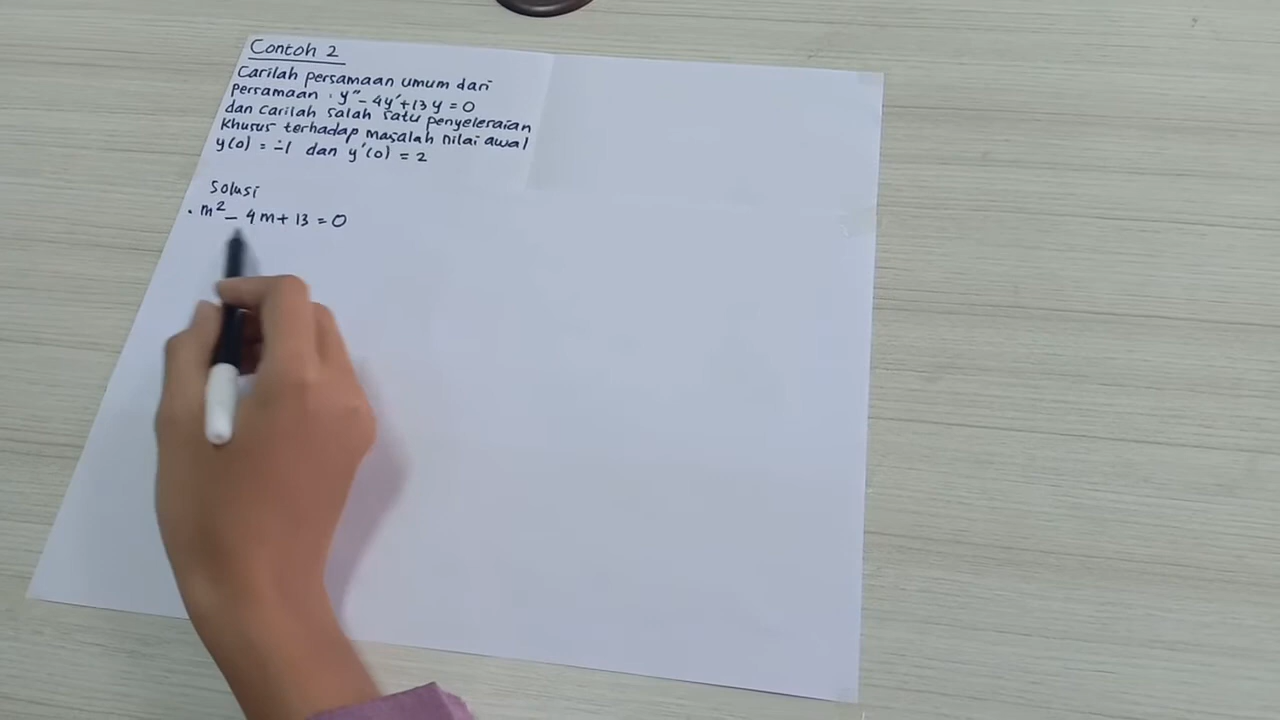 Contoh 2
Carilah persamaan umum dari
persamaan . y" - 4y' + 13 y = 0
dan carilah salah satu penyelesaian
khusus terhadap masalah nilai awal
y(0) = -1 dan y'(0) = 2
Solusi
. m² - 4m + 13 = 0